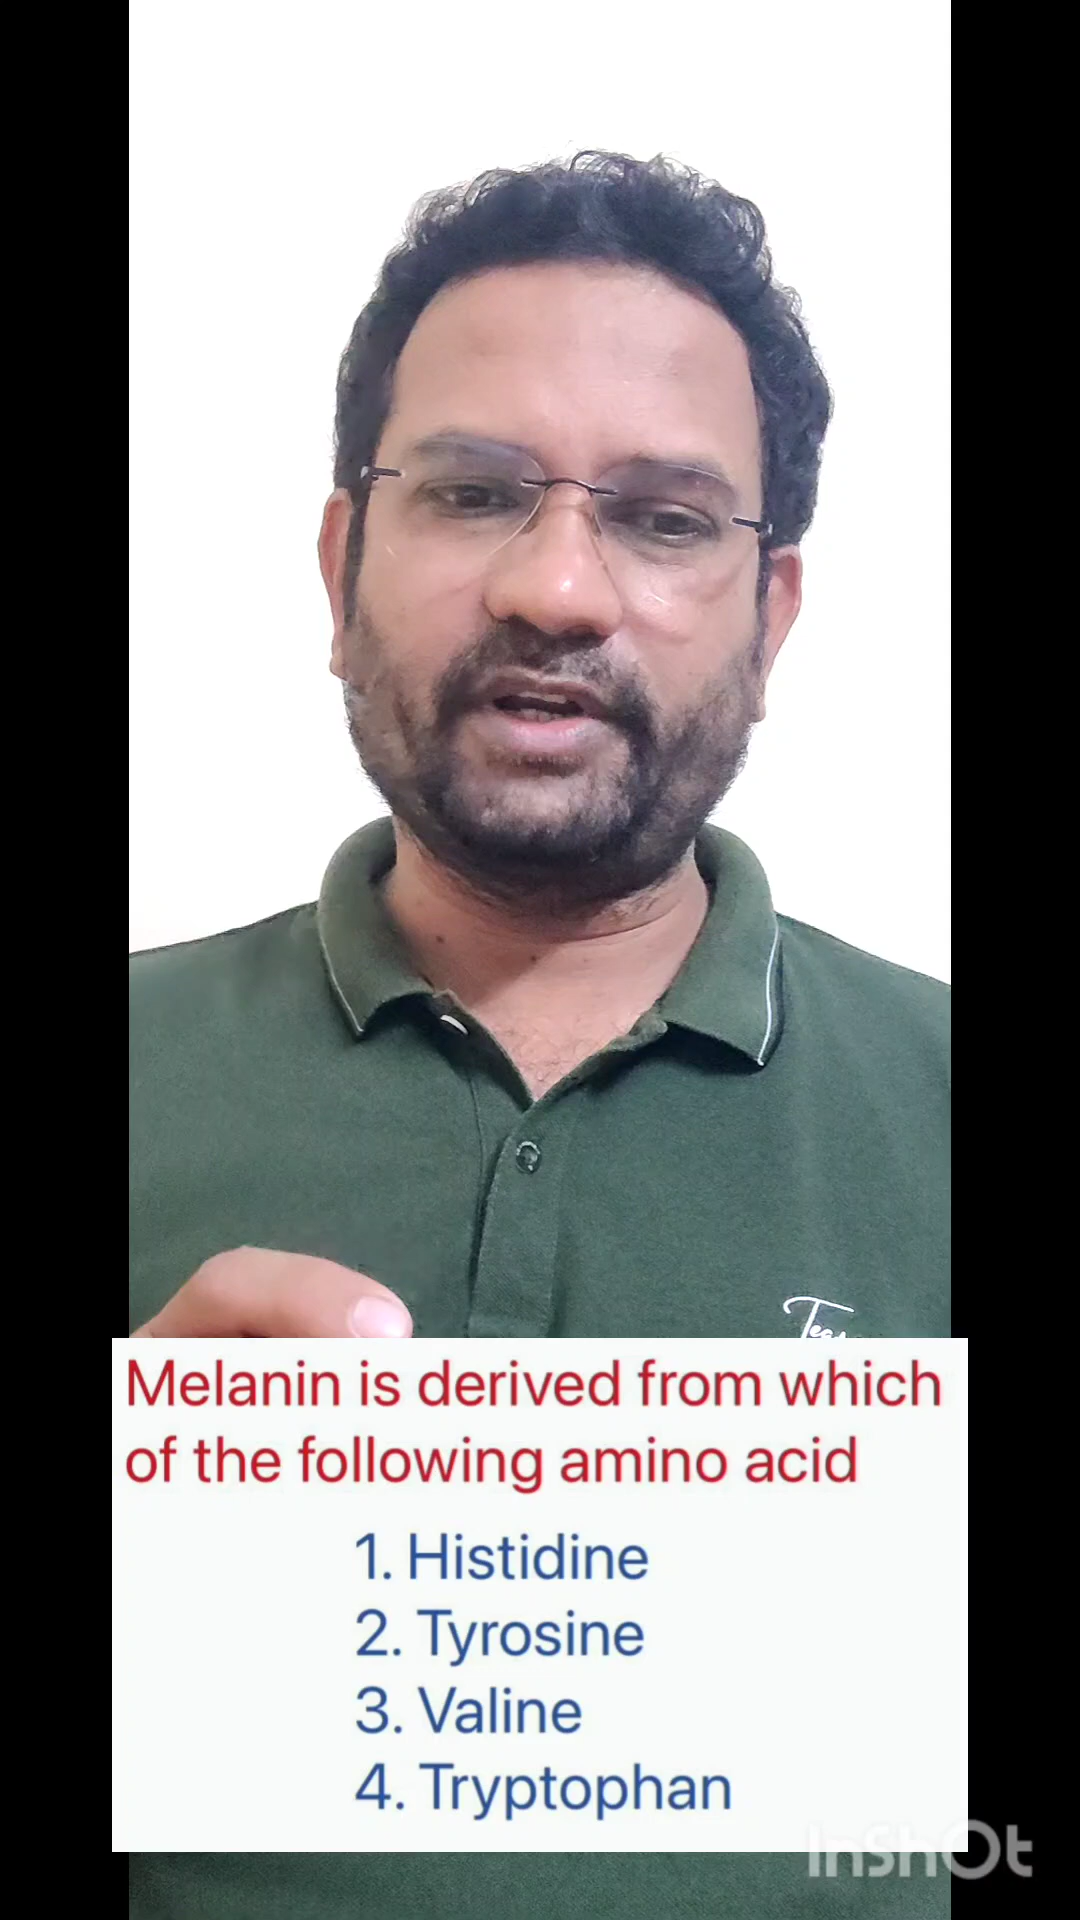 Melanin is derived from which
of the following amino acid
1. Histidine
2. Tyrosine
3. Valine
4. Tryptophan
InShOt